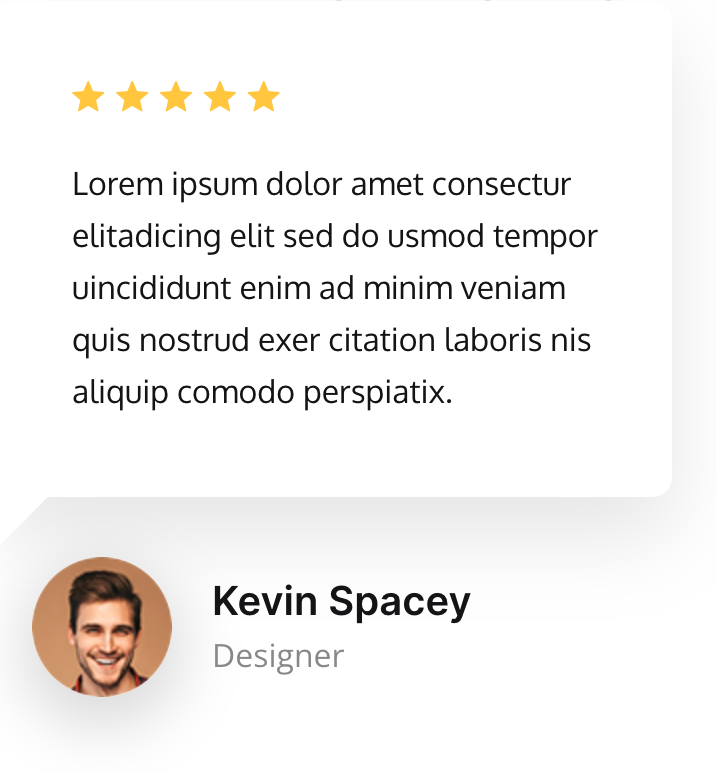 Lorem ipsum dolor amet consectur
elitadicing elit sed do usmod tempor
uincididunt enim ad minim veniam
quis nostrud exer citation laboris nis
aliquip comodo perspiatix.
Kevin Spacey
Designer